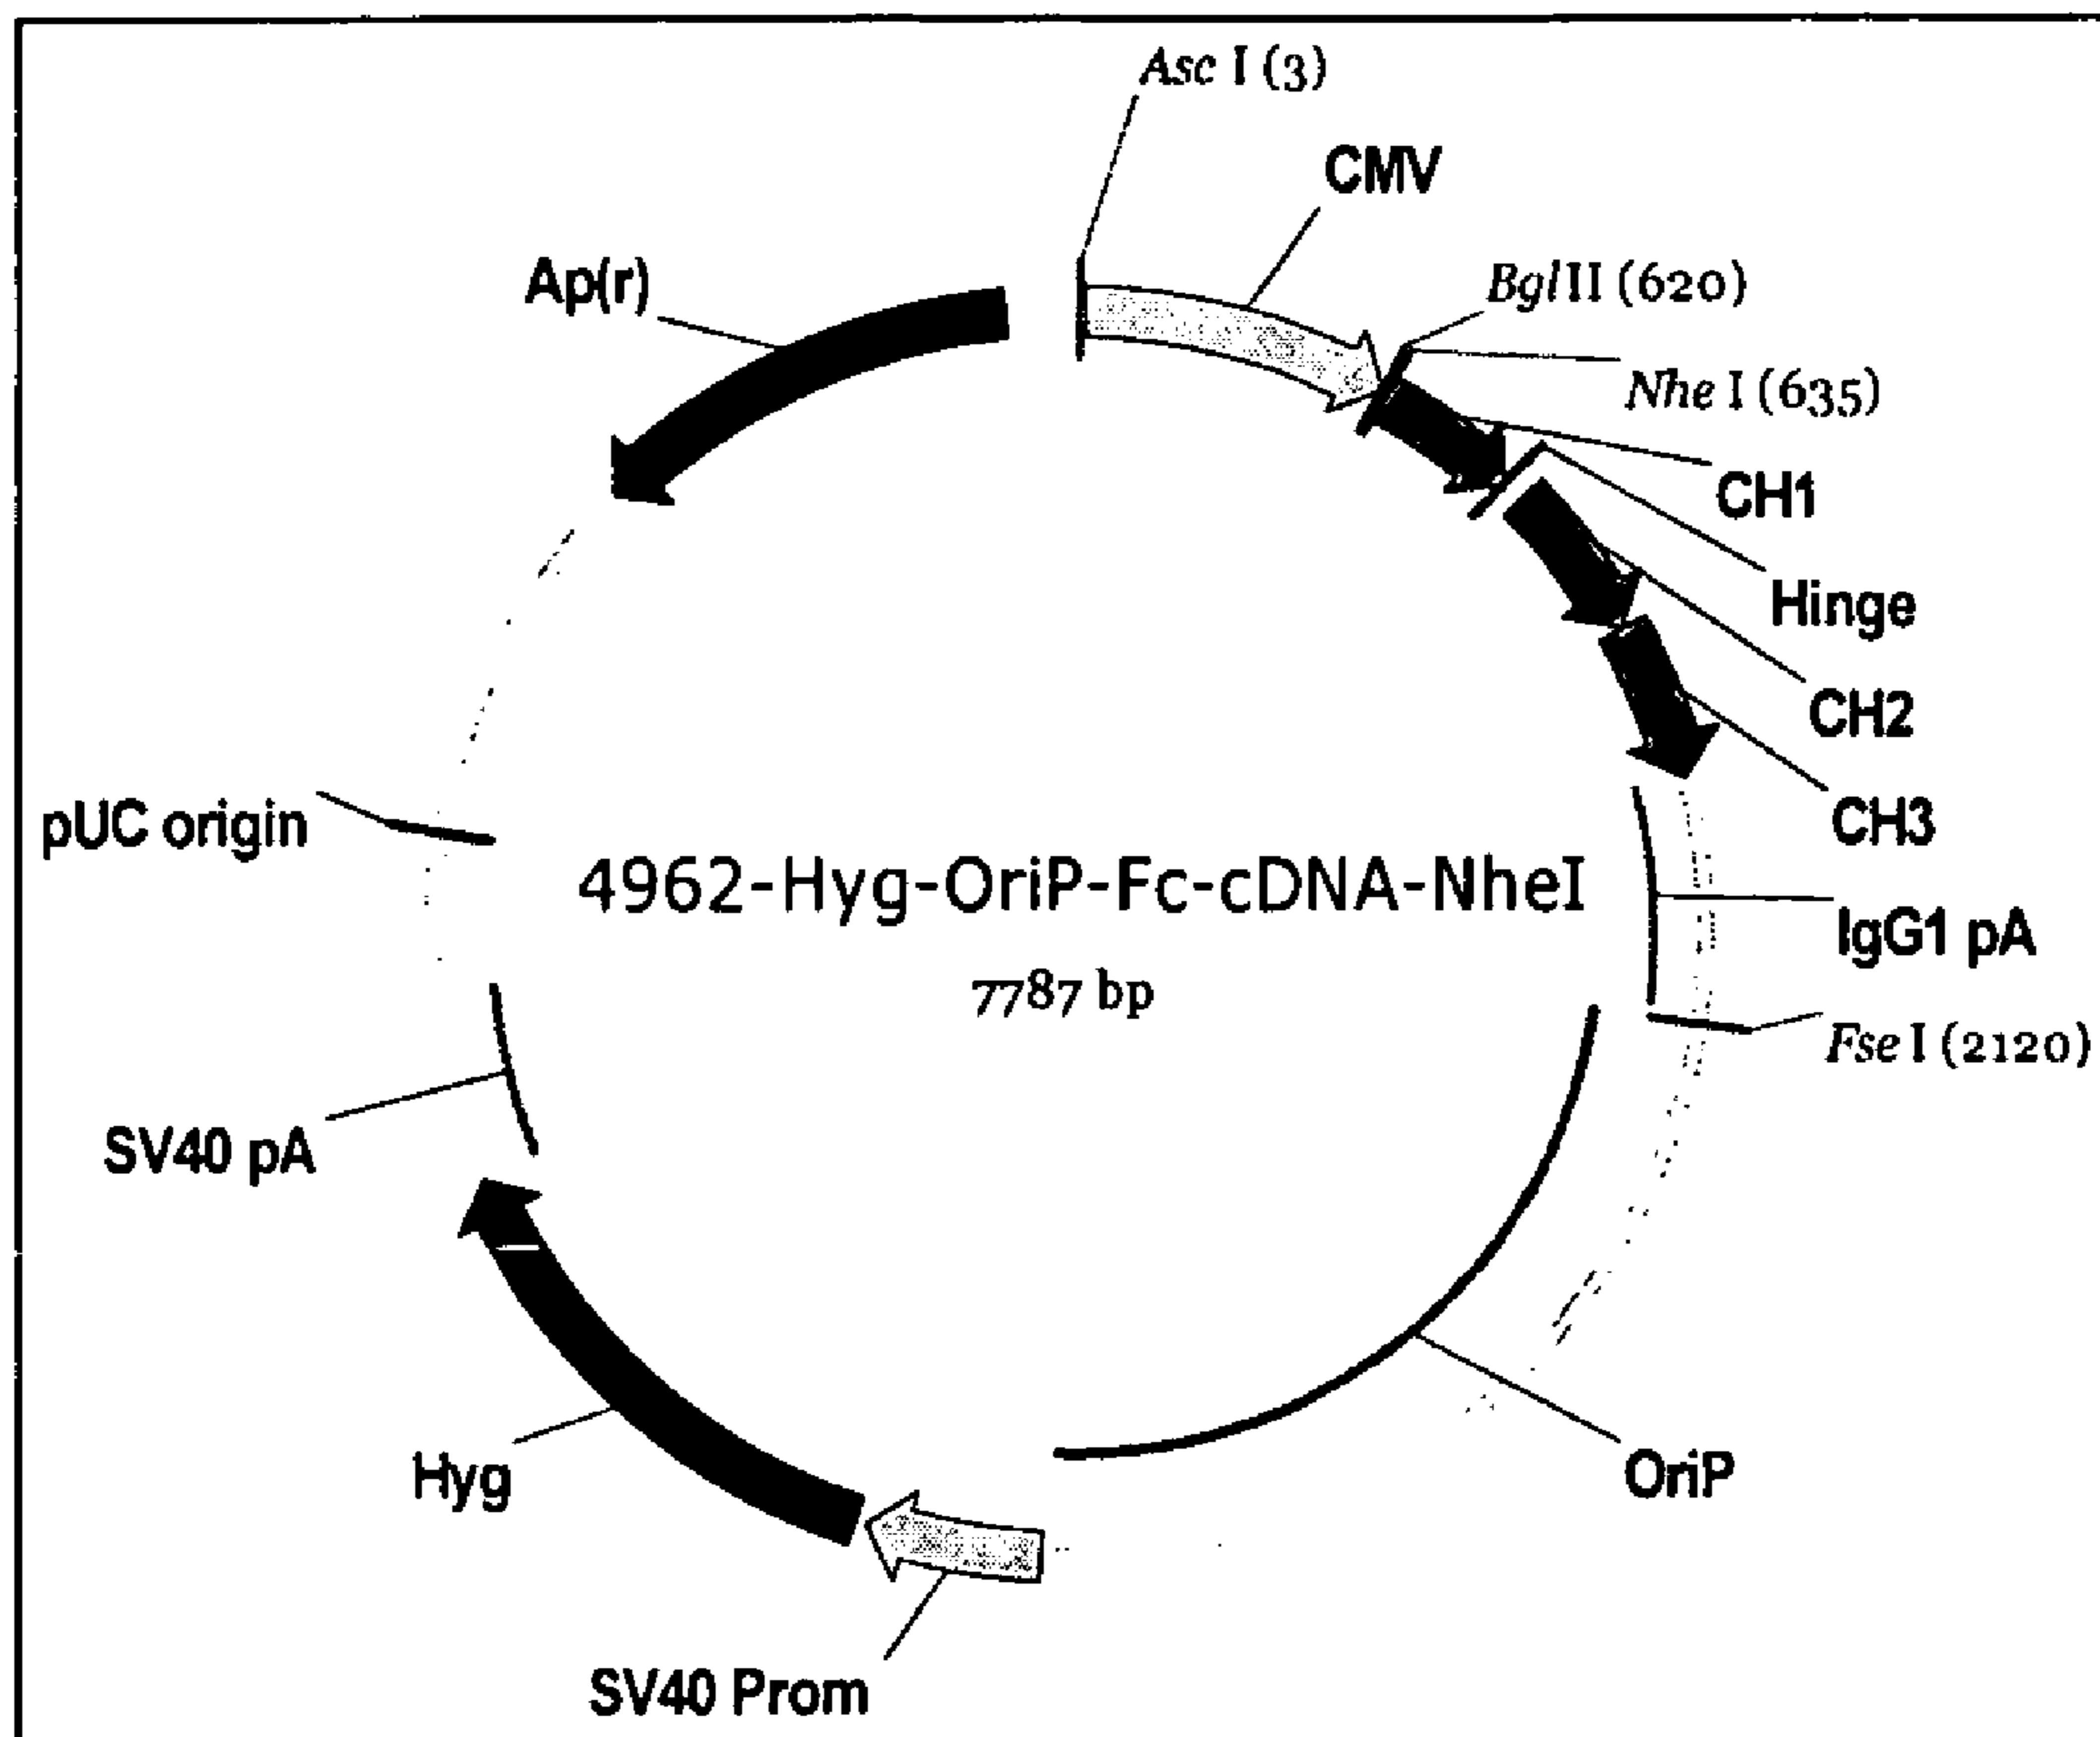 Asc I (3)
CMV
Ap(r)
Bgl II (620)
Nhe I (635)
CH1
Hinge
CH2
CH3
pUC origin
4962-Hyg-OriP-Fc-cDNA-NheI
IgG1 pA
7787 bp
Fse I (2120)
SV40 pA
Hyg
OriP
SV40 Prom